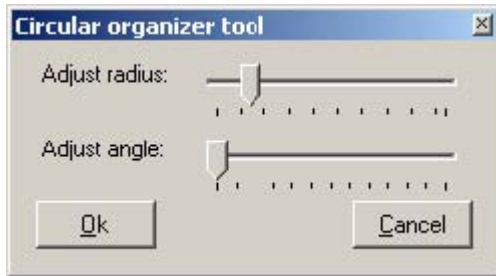 Circular organizer tool
Adjust radius:
Adjust angle:
Ok
Cancel